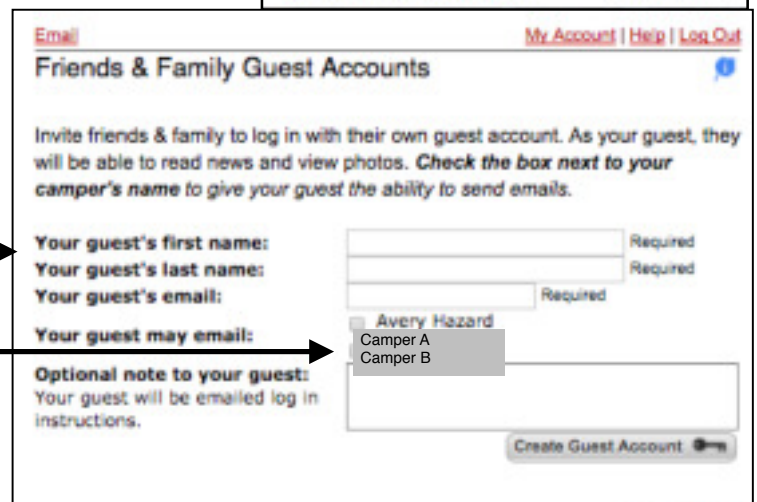 Email My Account | Help | Log Out
Friends & Family Guest Accounts
Invite friends & family to log in with their own guest account. As your guest, they
will be able to read news and view photos. Check the box next to your
camper's name to give your guest the ability to send emails.
Your guest's first name: Required
Your guest's last name: Required
Your guest's email: Required
Your guest may email: Avery Hazard
Camper A
Camper B
Optional note to your guest:
Your guest will be emailed log in
instructions.
Create Guest Account